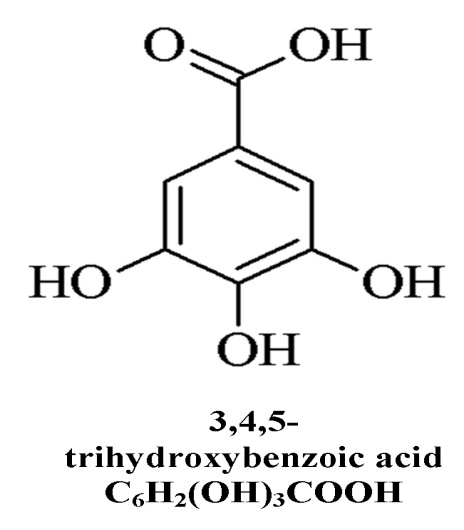 O OH
HO OH
OH
3,4,5-
trihydroxybenzoic acid
C₆H₂(OH)₃COOH